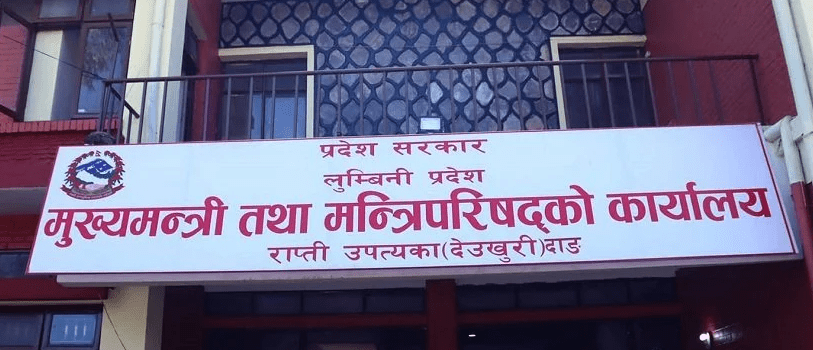 प्रदेश सरकार
लुम्बिनी प्रदेश
मुख्यमन्त्री तथा मन्त्रिपरिषद्को कार्यालय
राप्ती उपत्यका(देउखुरी)दाङ